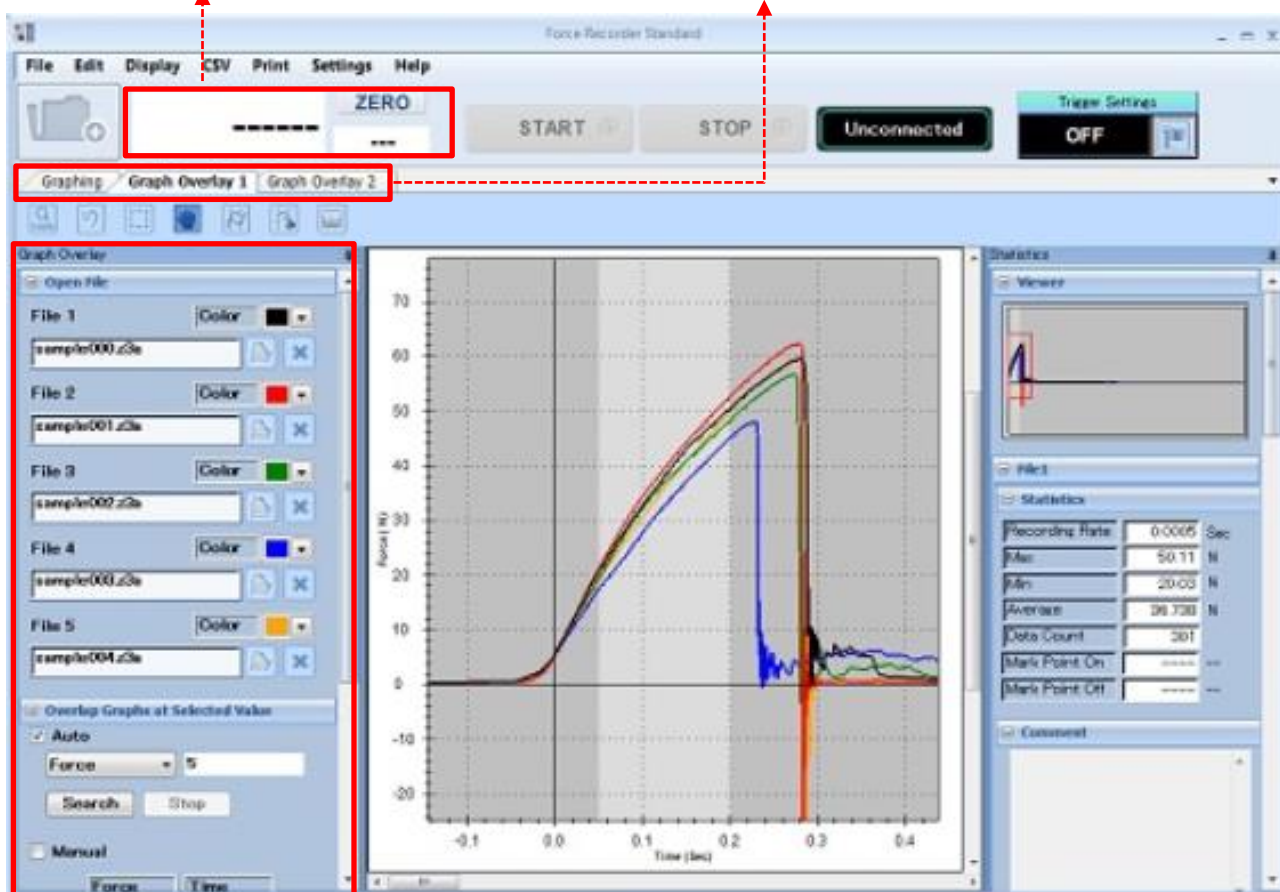 Force Recorder Standard
File Edit Display CSV Print Settings Help
ZERO
------
---
START
STOP
Unconnected
Trigger Settings
OFF
Graphing Graph Overlay 1 Graph Overlay 2
Graph Overlay
Open File
File 1 Color
sample000.z3a
File 2 Color
sample001.z3a
File 3 Color
sample002.z3a
File 4 Color
sample003.z3a
File 5 Color
sample004.z3a
Overlap Graphs at Selected Value
Auto
Force 5
Search Stop
Manual
Force Time
70
60
50
40
30
20
10
0
-10
-20
Force (N)
-0.1 0.0 0.1 0.2 0.3 0.4
Time (Sec)
Statistics
Viewer
File1
Statistics
Recording Rate 0.0005 Sec
Max 50.11 N
Min 20.03 N
Average 36.738 N
Data Count 301
Mark Point On ---- --
Mark Point Off ---- --
Comment